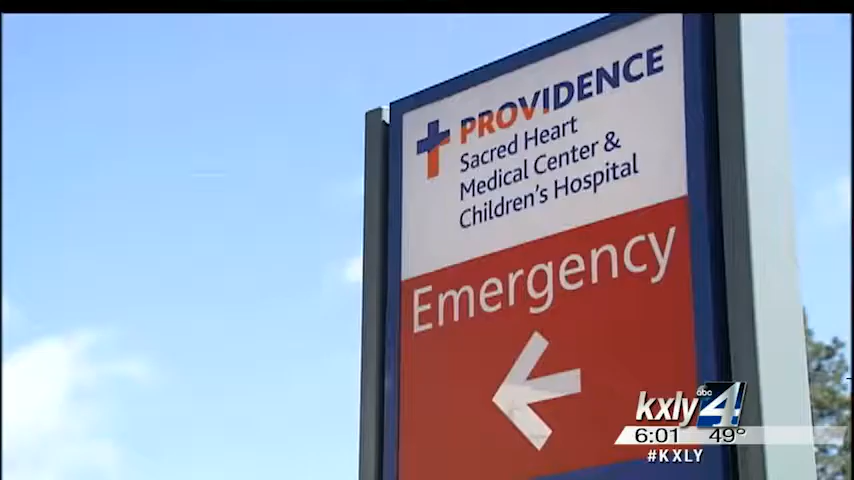 PROVIDENCE
Sacred Heart
Medical Center &
Children's Hospital
Emergency
kxly abc 4
6:01 49°
#KXLY